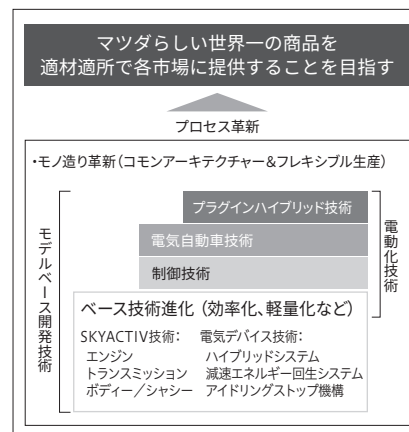 マツダらしい世界一の商品を
適材適所で各市場に提供することを目指す
プロセス革新
・モノ造り革新（コモンアーキテクチャー&フレキシブル生産）
モデルベース開発技術
プラグインハイブリッド技術
電気自動車技術
制御技術
電動化技術
ベース技術進化（効率化、軽量化など）
SKYACTIV技術：　電気デバイス技術：
エンジン　ハイブリッドシステム
トランスミッション　減速エネルギー回生システム
ボディー／シャシー　アイドリングストップ機構